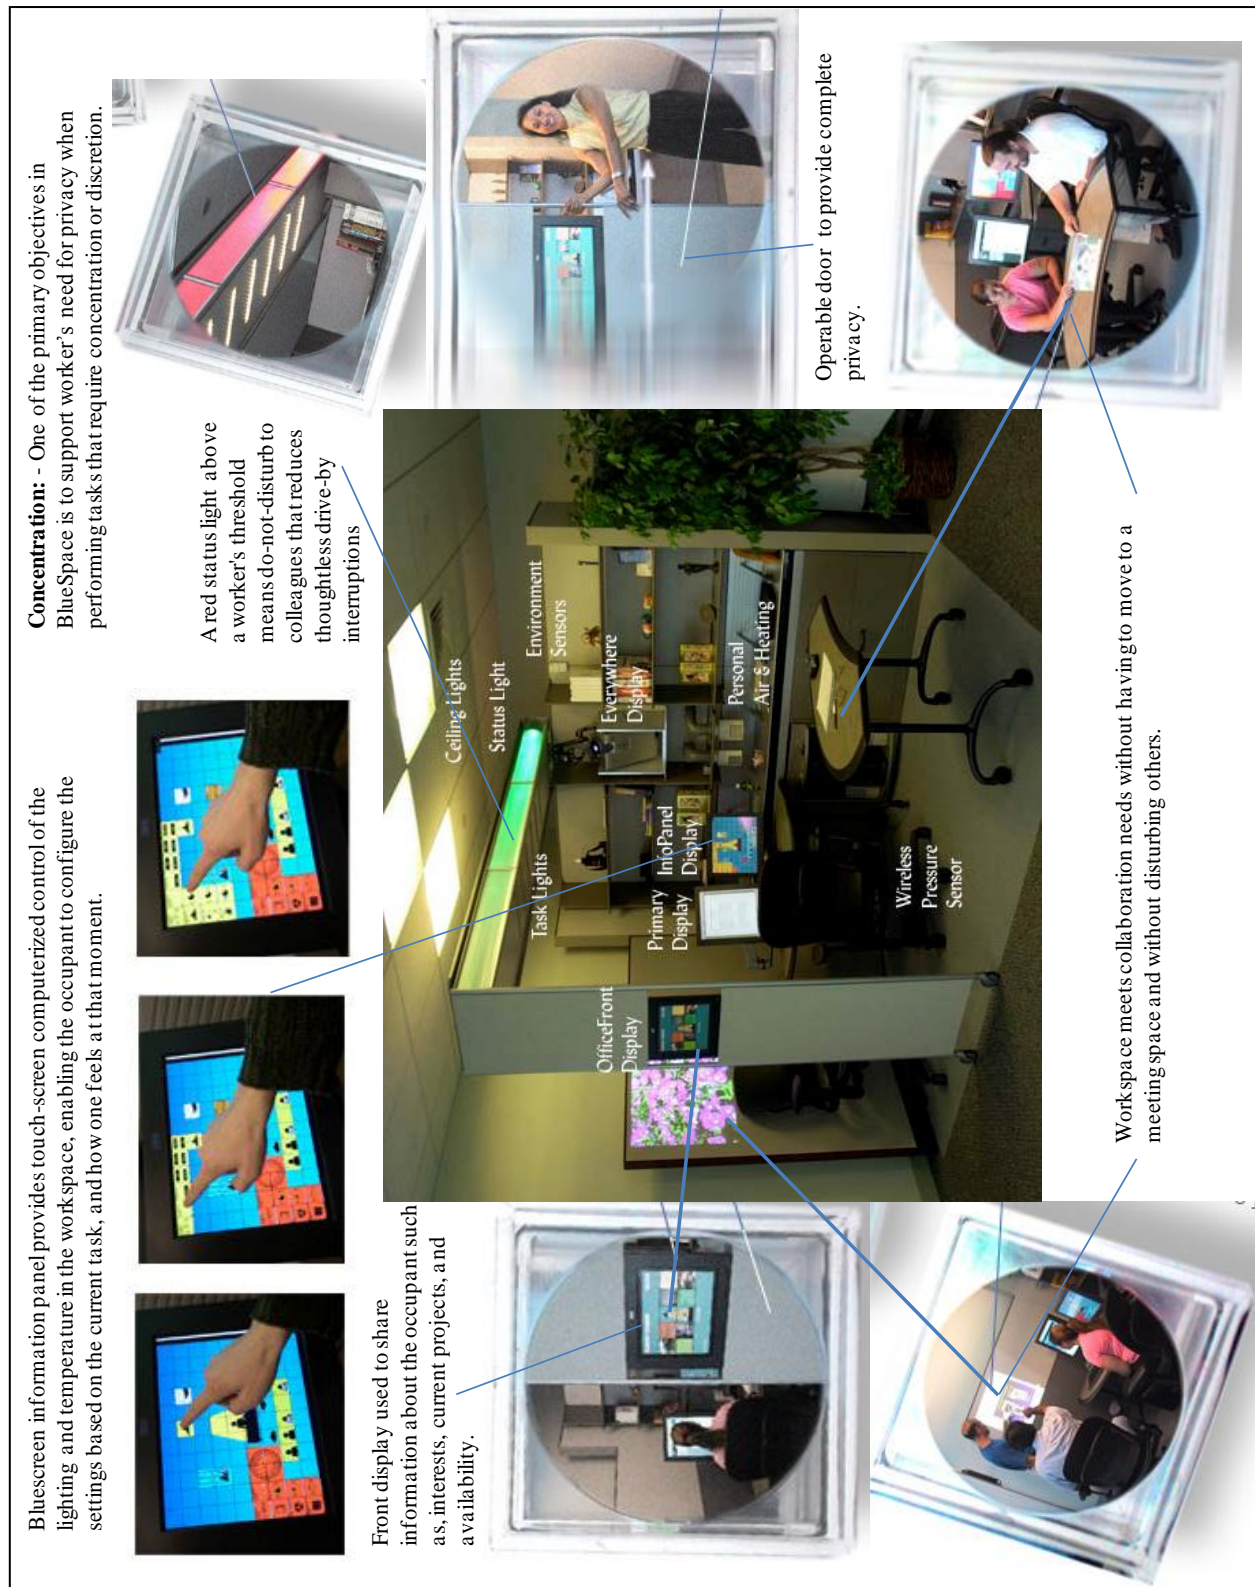 Bluescreen information panel provides touch-screen computerized control of the
lighting and temperature in the workspace, enabling the occupant to configure the
settings based on the current task, and how one feels at that moment.
Concentration: - One of the primary objectives in
BlueSpace is to support worker's need for privacy when
performing tasks that require concentration or discretion.
A red status light above
a worker's threshold
means do-not-disturb to
colleagues that reduces
thoughtless drive-by
interruptions
Front display used to share
information about the occupant such
as, interests, current projects, and
availability.
Ceiling Lights
Status Light
Task Lights
Environment
Sensors
OfficeFront
Display
Primary
Display
InfoPanel
Display
Everywhere
Display
Personal
Air & Heating
Wireless
Pressure
Sensor
Operable door to provide complete
privacy.
Workspace meets collaboration needs without having to move to a
meeting space and without disturbing others.